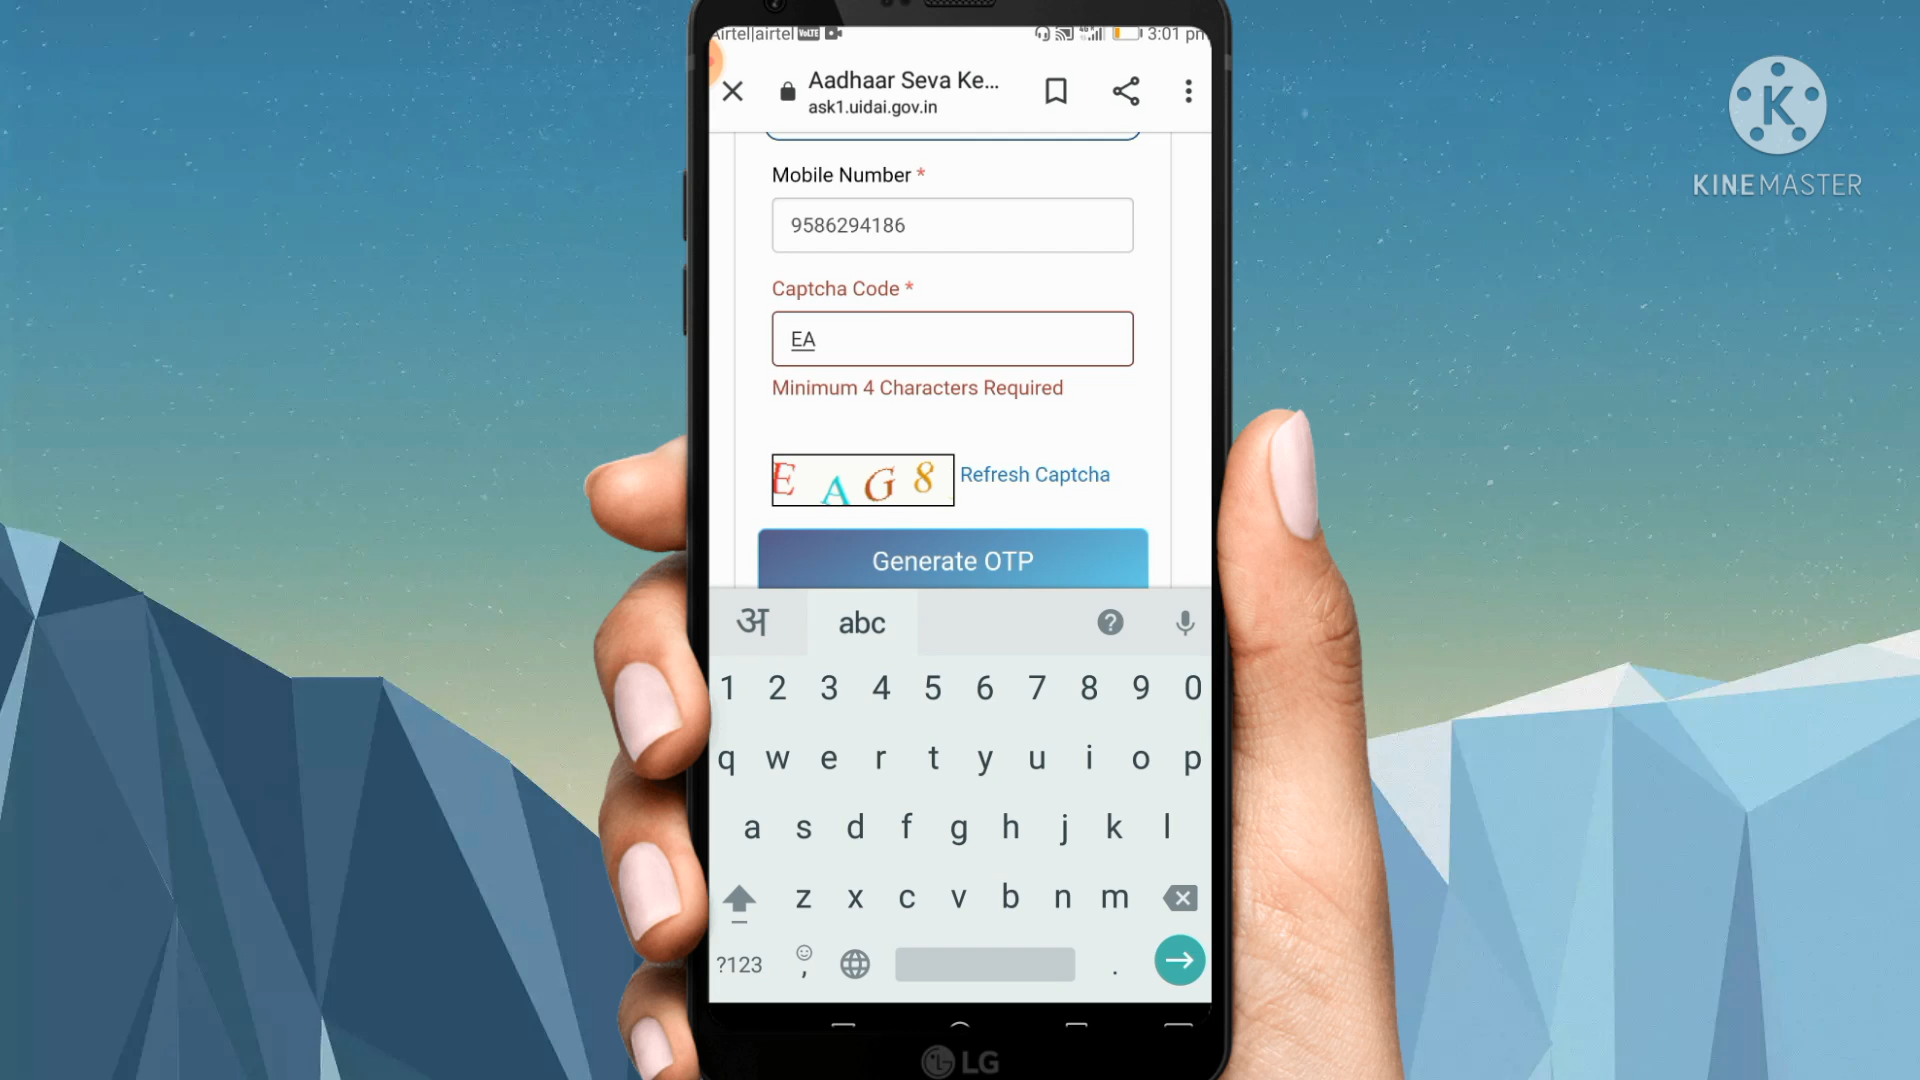 Airtel|airtel VoLTE 3:01 pm
Aadhaar Seva Ke...
ask1.uidai.gov.in
KINEMASTER
Mobile Number *
9586294186
Captcha Code *
EA
Minimum 4 Characters Required
E A G 8 Refresh Captcha
Generate OTP
अ abc
1 2 3 4 5 6 7 8 9 0
q w e r t y u i o p
a s d f g h j k l
z x c v b n m
?123 , .
LG